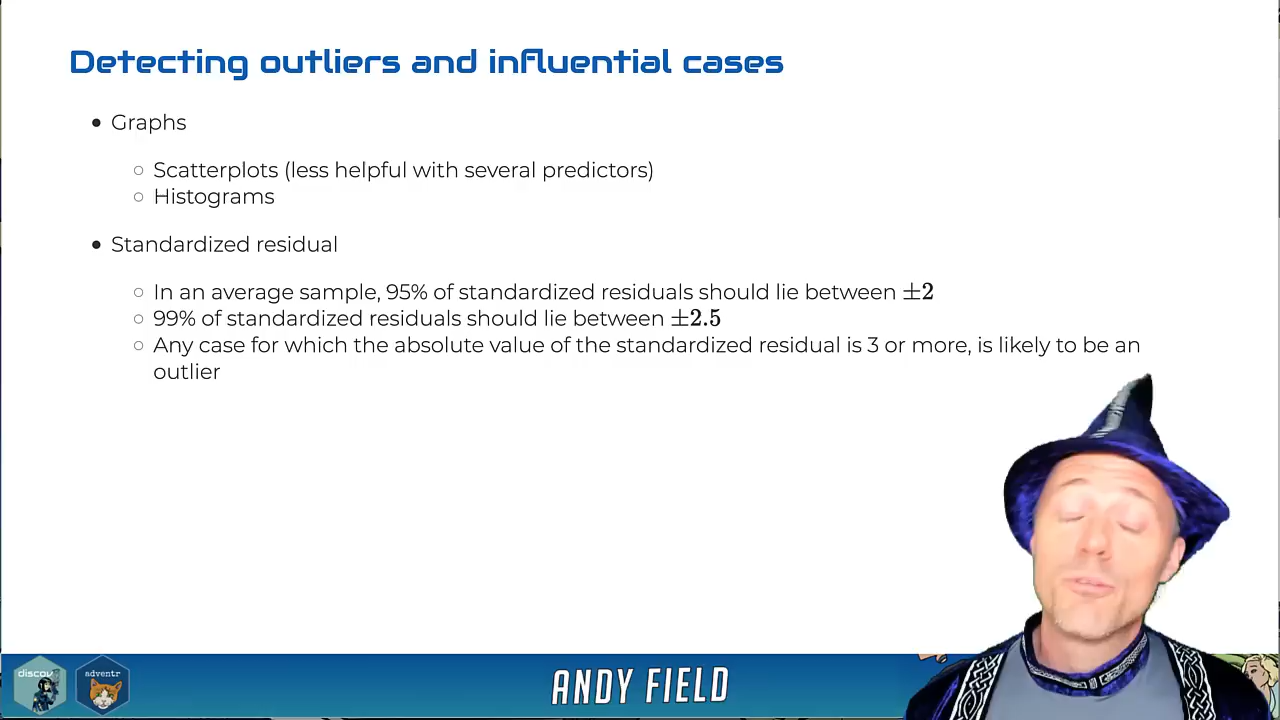 Detecting outliers and influential cases
• Graphs
○ Scatterplots (less helpful with several predictors)
○ Histograms
• Standardized residual
○ In an average sample, 95% of standardized residuals should lie between ±2
○ 99% of standardized residuals should lie between ±2.5
○ Any case for which the absolute value of the standardized residual is 3 or more, is likely to be an
outlier
discovr
adventr
ANDY FIELD